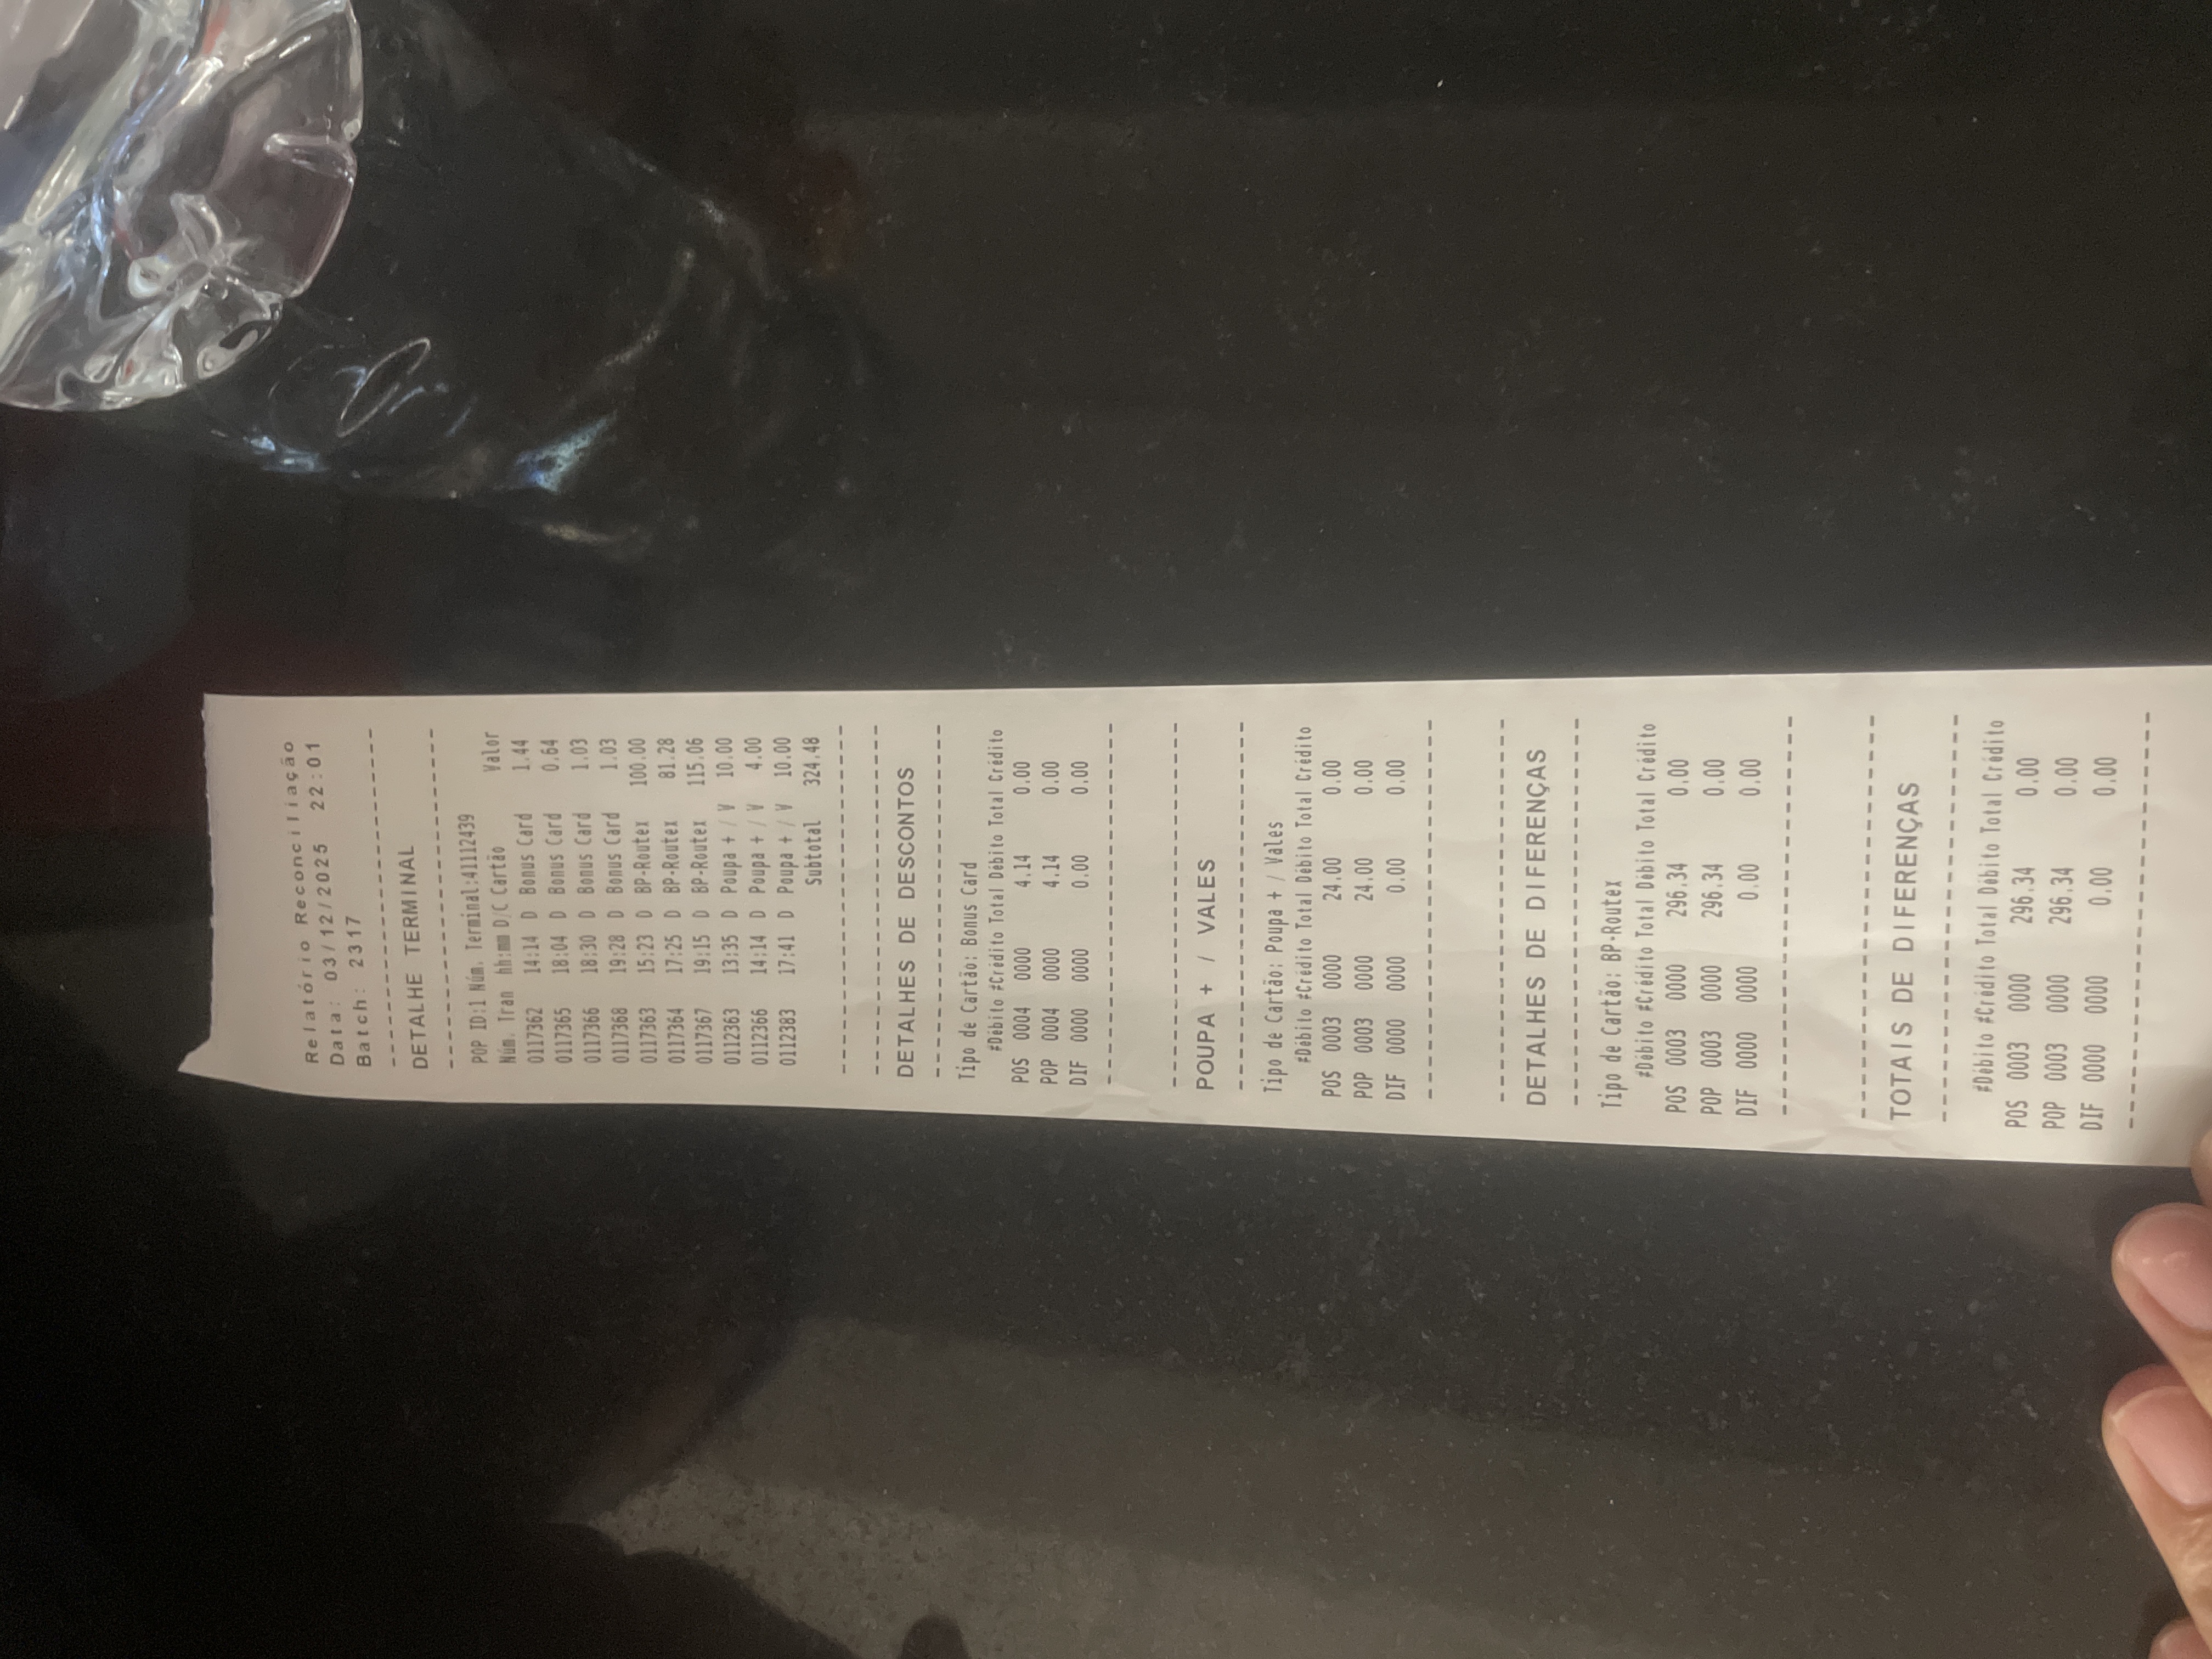 Relatório Reconciliação
Data: 03/12/2025 22:01
Batch: 2317
DETALHE TERMINAL
POP ID:1 Núm. Terminal:41112439
Núm. Tran hh:mm D/C Cartão Valor
0117362 14:14 D Bonus Card 1.44
0117365 18:04 D Bonus Card 0.64
0117366 18:30 D Bonus Card 1.03
0117368 19:28 D Bonus Card 1.03
0117363 15:23 D BP-Routex 100.00
0117364 17:25 D BP-Routex 81.28
0117367 19:15 D BP-Routex 115.06
0112363 13:35 D Poupa + / V 10.00
0112366 14:14 D Poupa + / V 4.00
0112383 17:41 D Poupa + / V 10.00
Subtotal 324.48
DETALHES DE DESCONTOS
Tipo de Cartão: Bonus Card
#Débito #Crédito Total Débito Total Crédito
POS 0004 0000 4.14 0.00
POP 0004 0000 4.14 0.00
DIF 0000 0000 0.00 0.00
POUPA + / VALES
Tipo de Cartão: Poupa + / Vales
#Débito #Crédito Total Débito Total Crédito
POS 0003 0000 24.00 0.00
POP 0003 0000 24.00 0.00
DIF 0000 0000 0.00 0.00
DETALHES DE DIFERENÇAS
Tipo de Cartão: BP-Routex
#Débito #Crédito Total Débito Total Crédito
POS 0003 0000 296.34 0.00
POP 0003 0000 296.34 0.00
DIF 0000 0000 0.00 0.00
TOTAIS DE DIFERENÇAS
#Débito #Crédito Total Débito Total Crédito
POS 0003 0000 296.34 0.00
POP 0003 0000 296.34 0.00
DIF 0000 0000 0.00 0.00